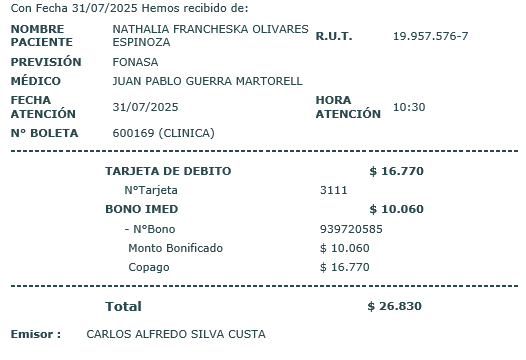 Con Fecha 31/07/2025 Hemos recibido de:
NOMBRE PACIENTE NATHALIA FRANCHESKA OLIVARES ESPINOZA R.U.T. 19.957.576-7
PREVISIÓN FONASA
MÉDICO JUAN PABLO GUERRA MARTORELL
FECHA ATENCIÓN 31/07/2025 HORA ATENCIÓN 10:30
N° BOLETA 600169 (CLINICA)
TARJETA DE DEBITO $ 16.770
N°Tarjeta 3111
BONO IMED $ 10.060
- N°Bono 939720585
Monto Bonificado $ 10.060
Copago $ 16.770
Total $ 26.830
Emisor : CARLOS ALFREDO SILVA CUSTA